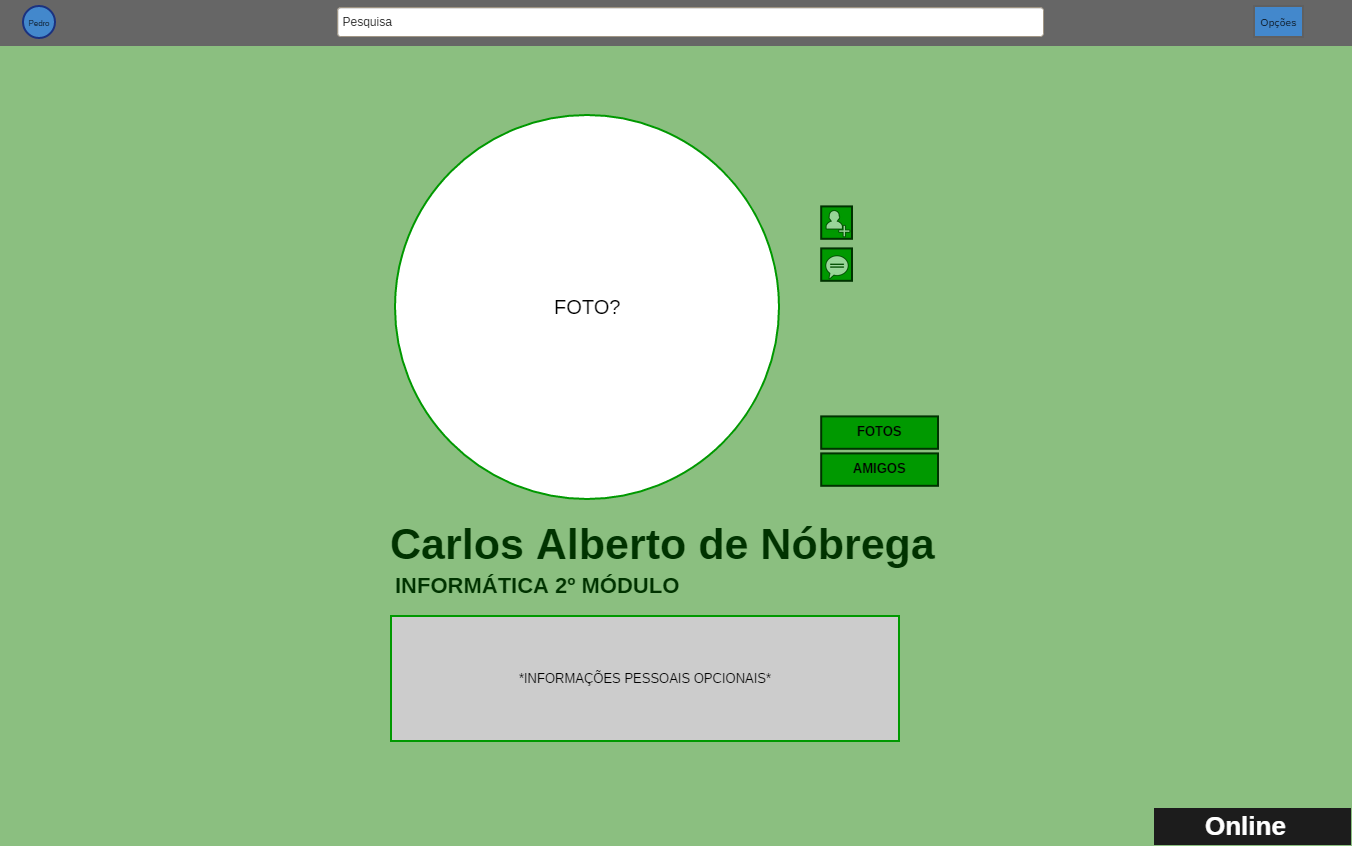 Pedro
Pesquisa
Opções
FOTO?
FOTOS
AMIGOS
Carlos Alberto de Nóbrega
INFORMÁTICA 2º MÓDULO
*INFORMAÇÕES PESSOAIS OPCIONAIS*
Online